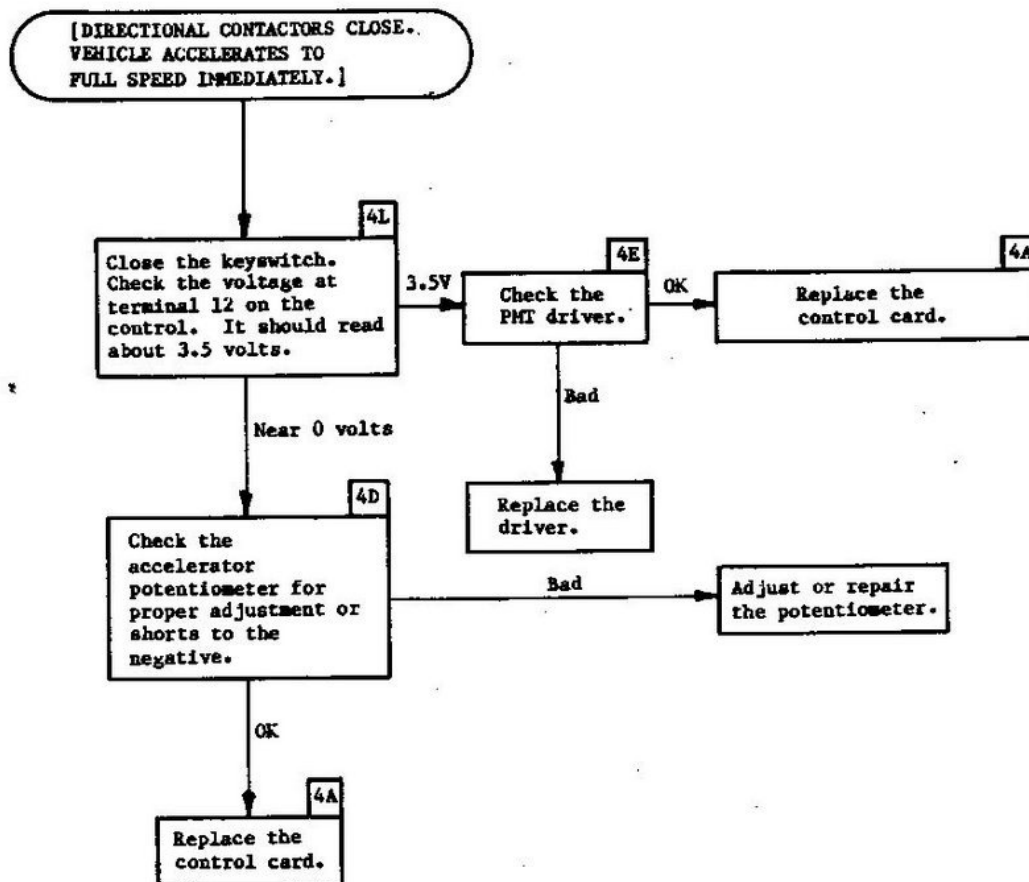 [DIRECTIONAL CONTACTORS CLOSE.
VEHICLE ACCELERATES TO
FULL SPEED IMMEDIATELY.]
4L
Close the keyswitch.
Check the voltage at
terminal 12 on the
control. It should read
about 3.5 volts.
3.5V
4E
Check the
PMT driver.
OK
4A
Replace the
control card.
Bad
Replace the
driver.
Near 0 volts
4D
Check the
accelerator
potentiometer for
proper adjustment or
shorts to the
negative.
Bad
Adjust or repair
the potentiometer.
OK
4A
Replace the
control card.